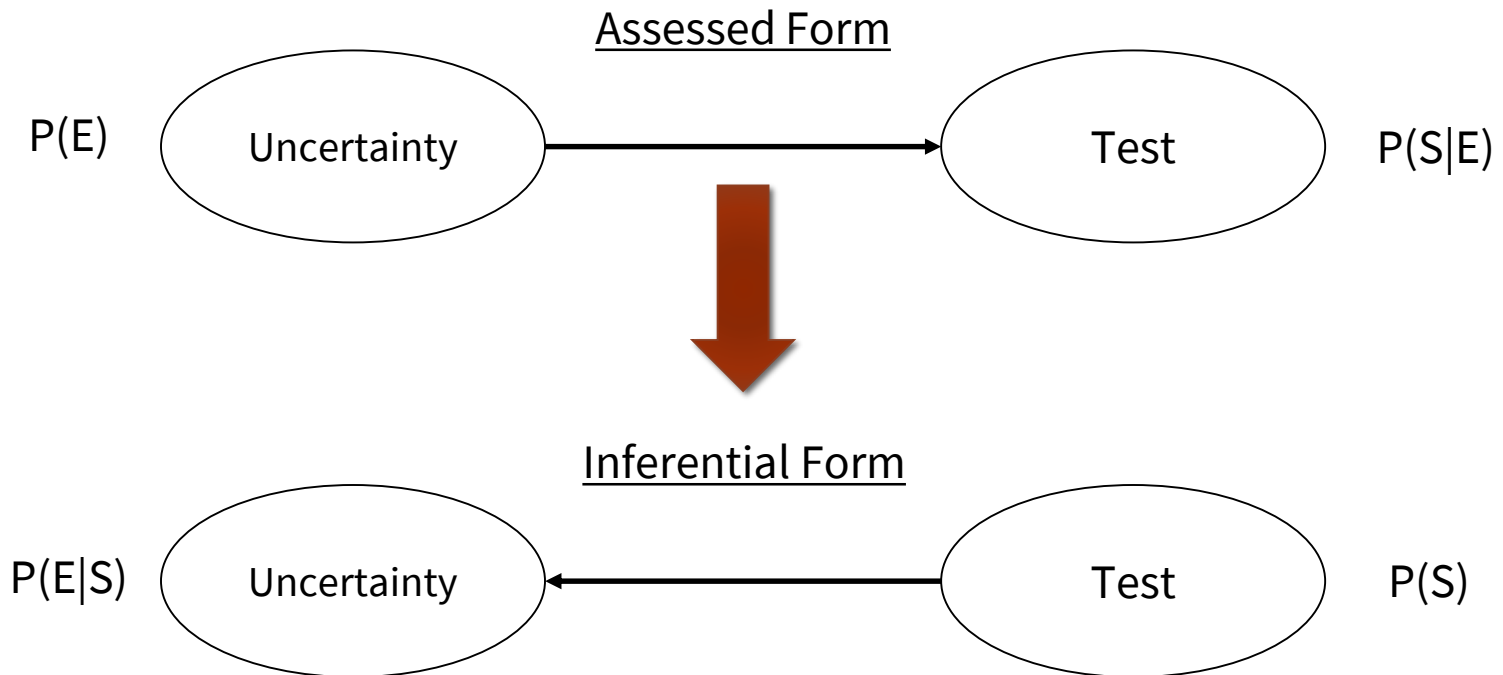 Assessed Form
P(E)
Uncertainty
Test
P(S|E)
Inferential Form
P(E|S)
Uncertainty
Test
P(S)